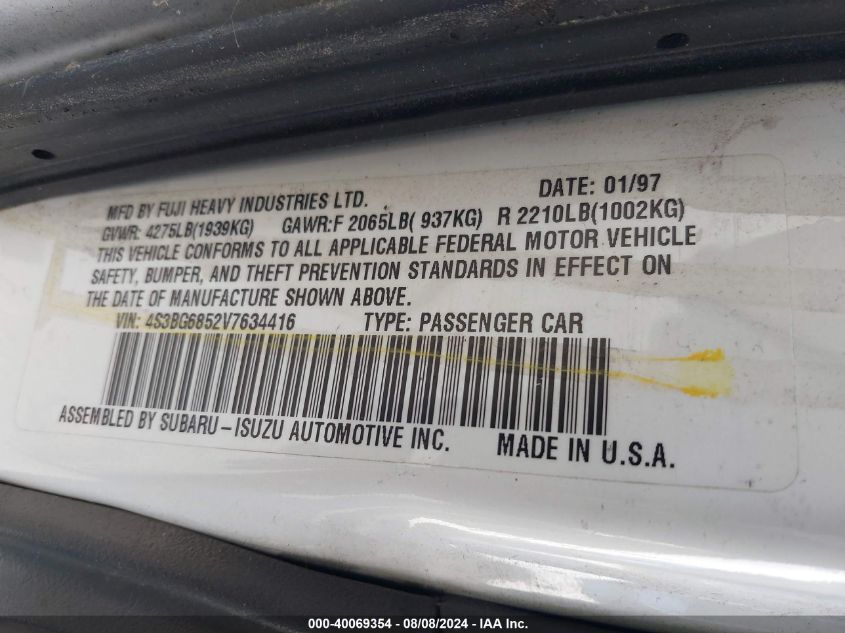 MFD BY FUJI HEAVY INDUSTRIES LTD. DATE: 01/97
GVWR: 4275LB(1939KG) GAWR:F 2065LB( 937KG) R 2210LB(1002KG)
THIS VEHICLE CONFORMS TO ALL APPLICABLE FEDERAL MOTOR VEHICLE
SAFETY, BUMPER, AND THEFT PREVENTION STANDARDS IN EFFECT ON
THE DATE OF MANUFACTURE SHOWN ABOVE.
VIN: 4S3BG6852V7634416 TYPE: PASSENGER CAR
ASSEMBLED BY SUBARU-ISUZU AUTOMOTIVE INC. MADE IN U.S.A.
000-40069354 - 08/08/2024 - IAAI.com